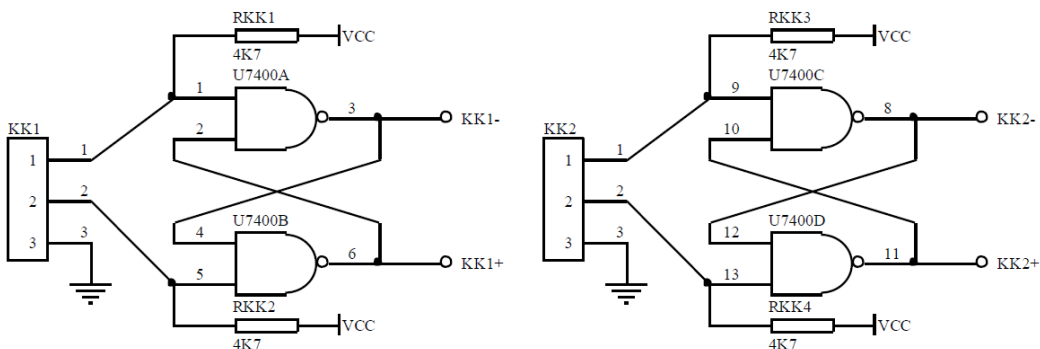 RKK1
VCC
4K7
U7400A
1
3
KK1-
2
KK1
1
1
2
2
3
3
U7400B
4
6
KK1+
5
RKK2
VCC
4K7
RKK3
VCC
4K7
U7400C
9
8
KK2-
10
KK2
1
1
2
2
3
3
U7400D
12
11
KK2+
13
RKK4
VCC
4K7